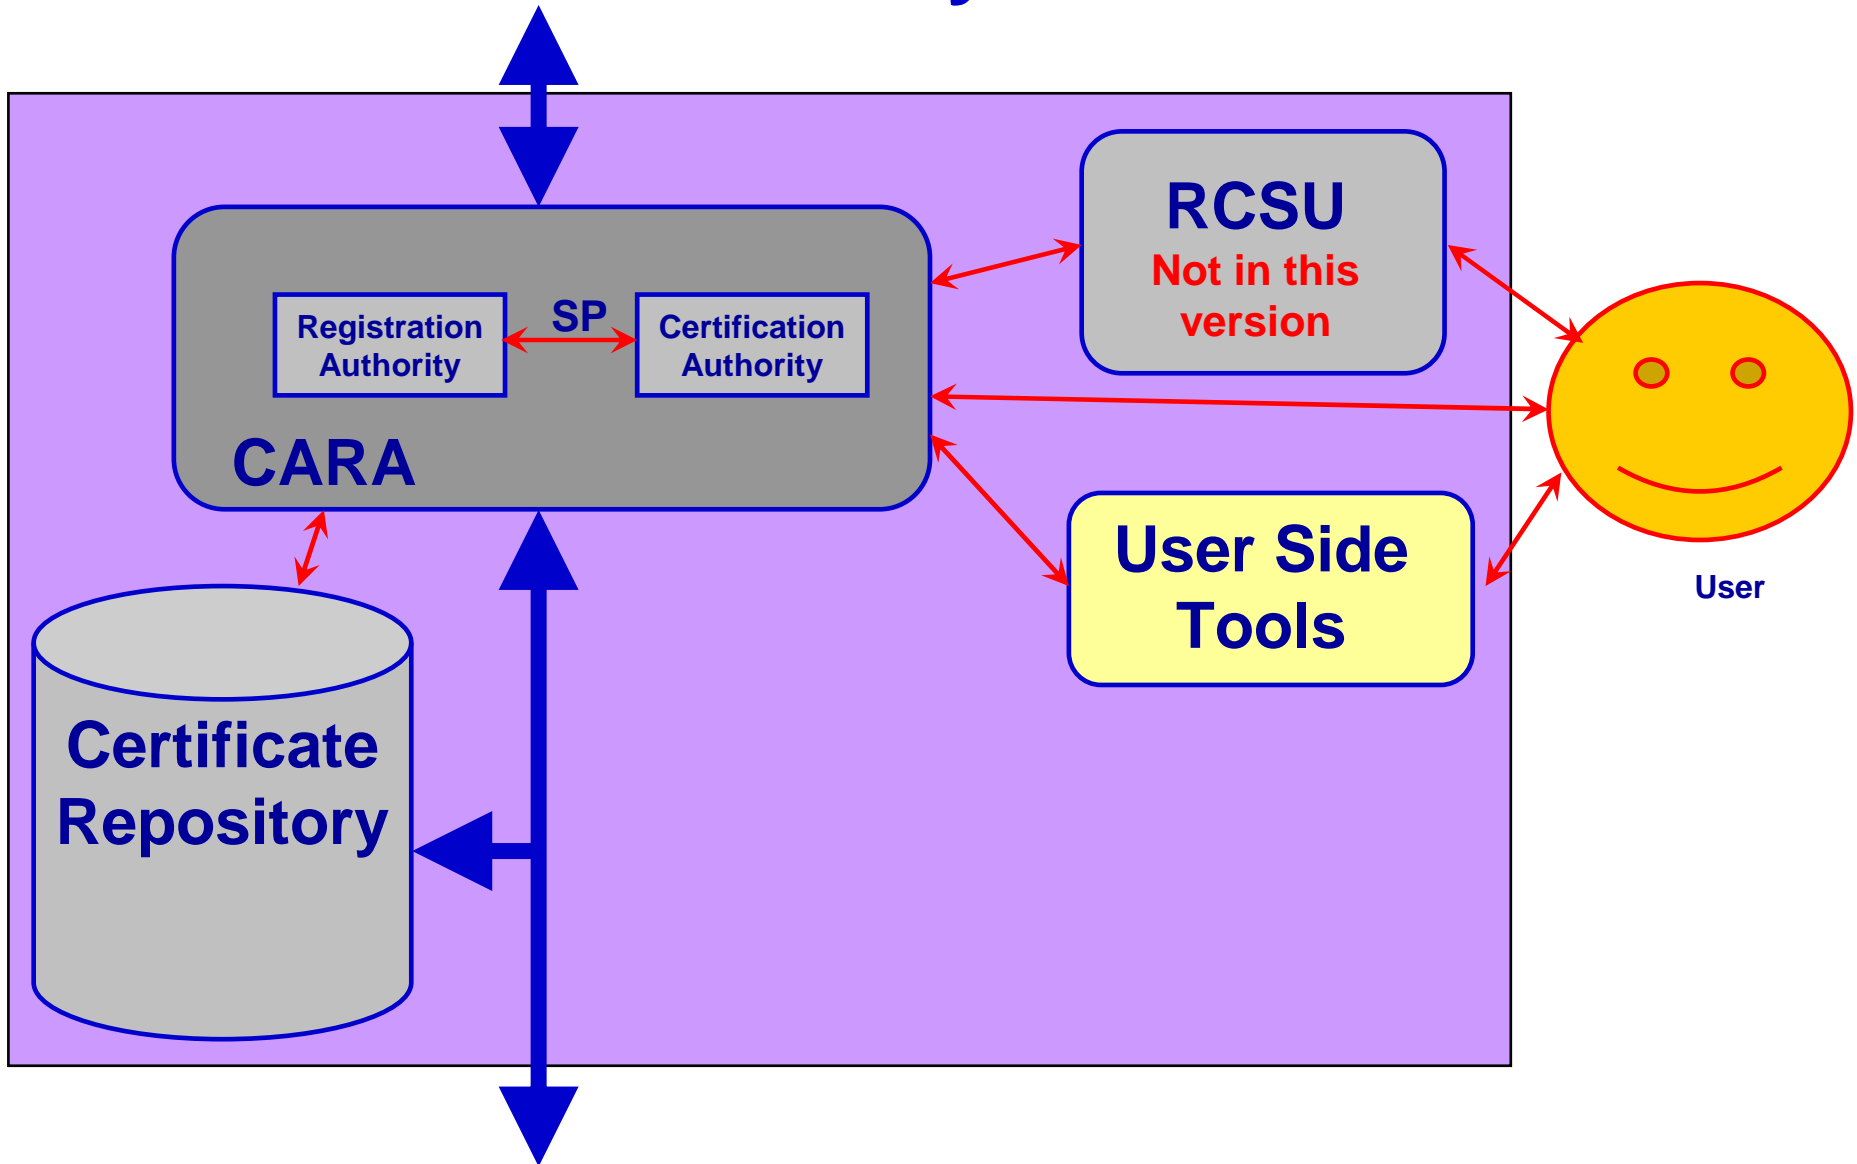 RCSU
Not in this
version
Registration
Authority
SP
Certification
Authority
CARA
User Side
Tools
User
Certificate
Repository